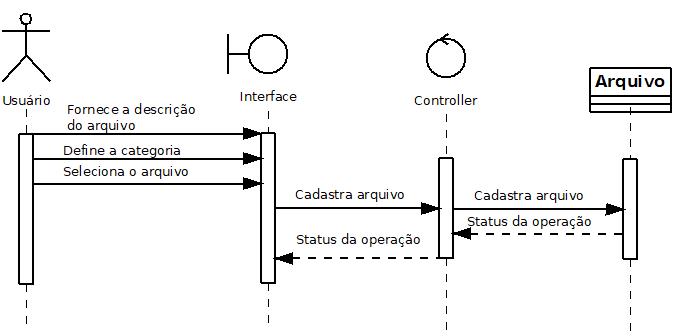 Arquivo
Usuário
Interface
Controller
Fornece a descrição
do arquivo
Define a categoria
Seleciona o arquivo
Cadastra arquivo
Cadastra arquivo
Status da operação
Status da operação